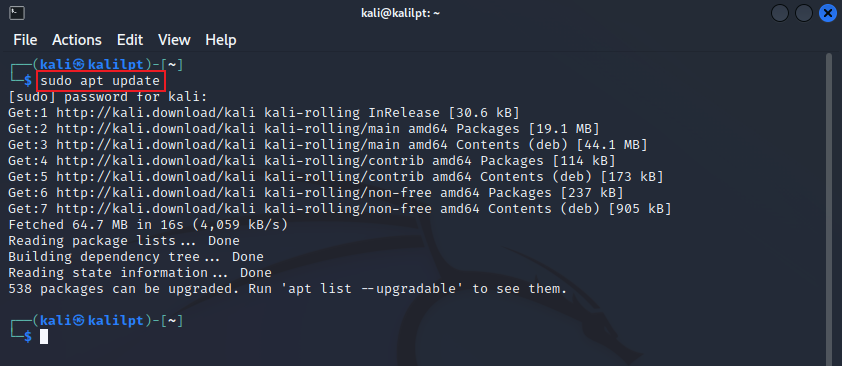 kali@kalilpt: ~
File Actions Edit View Help
┌──(kali㉿kalilpt)-[~]
└─$ sudo apt update
[sudo] password for kali:
Get:1 http://kali.download/kali kali-rolling InRelease [30.6 kB]
Get:2 http://kali.download/kali kali-rolling/main amd64 Packages [19.1 MB]
Get:3 http://kali.download/kali kali-rolling/main amd64 Contents (deb) [44.1 MB]
Get:4 http://kali.download/kali kali-rolling/contrib amd64 Packages [114 kB]
Get:5 http://kali.download/kali kali-rolling/contrib amd64 Contents (deb) [173 kB]
Get:6 http://kali.download/kali kali-rolling/non-free amd64 Packages [237 kB]
Get:7 http://kali.download/kali kali-rolling/non-free amd64 Contents (deb) [905 kB]
Fetched 64.7 MB in 16s (4,059 kB/s)
Reading package lists... Done
Building dependency tree... Done
Reading state information... Done
538 packages can be upgraded. Run 'apt list --upgradable' to see them.
┌──(kali㉿kalilpt)-[~]
└─$